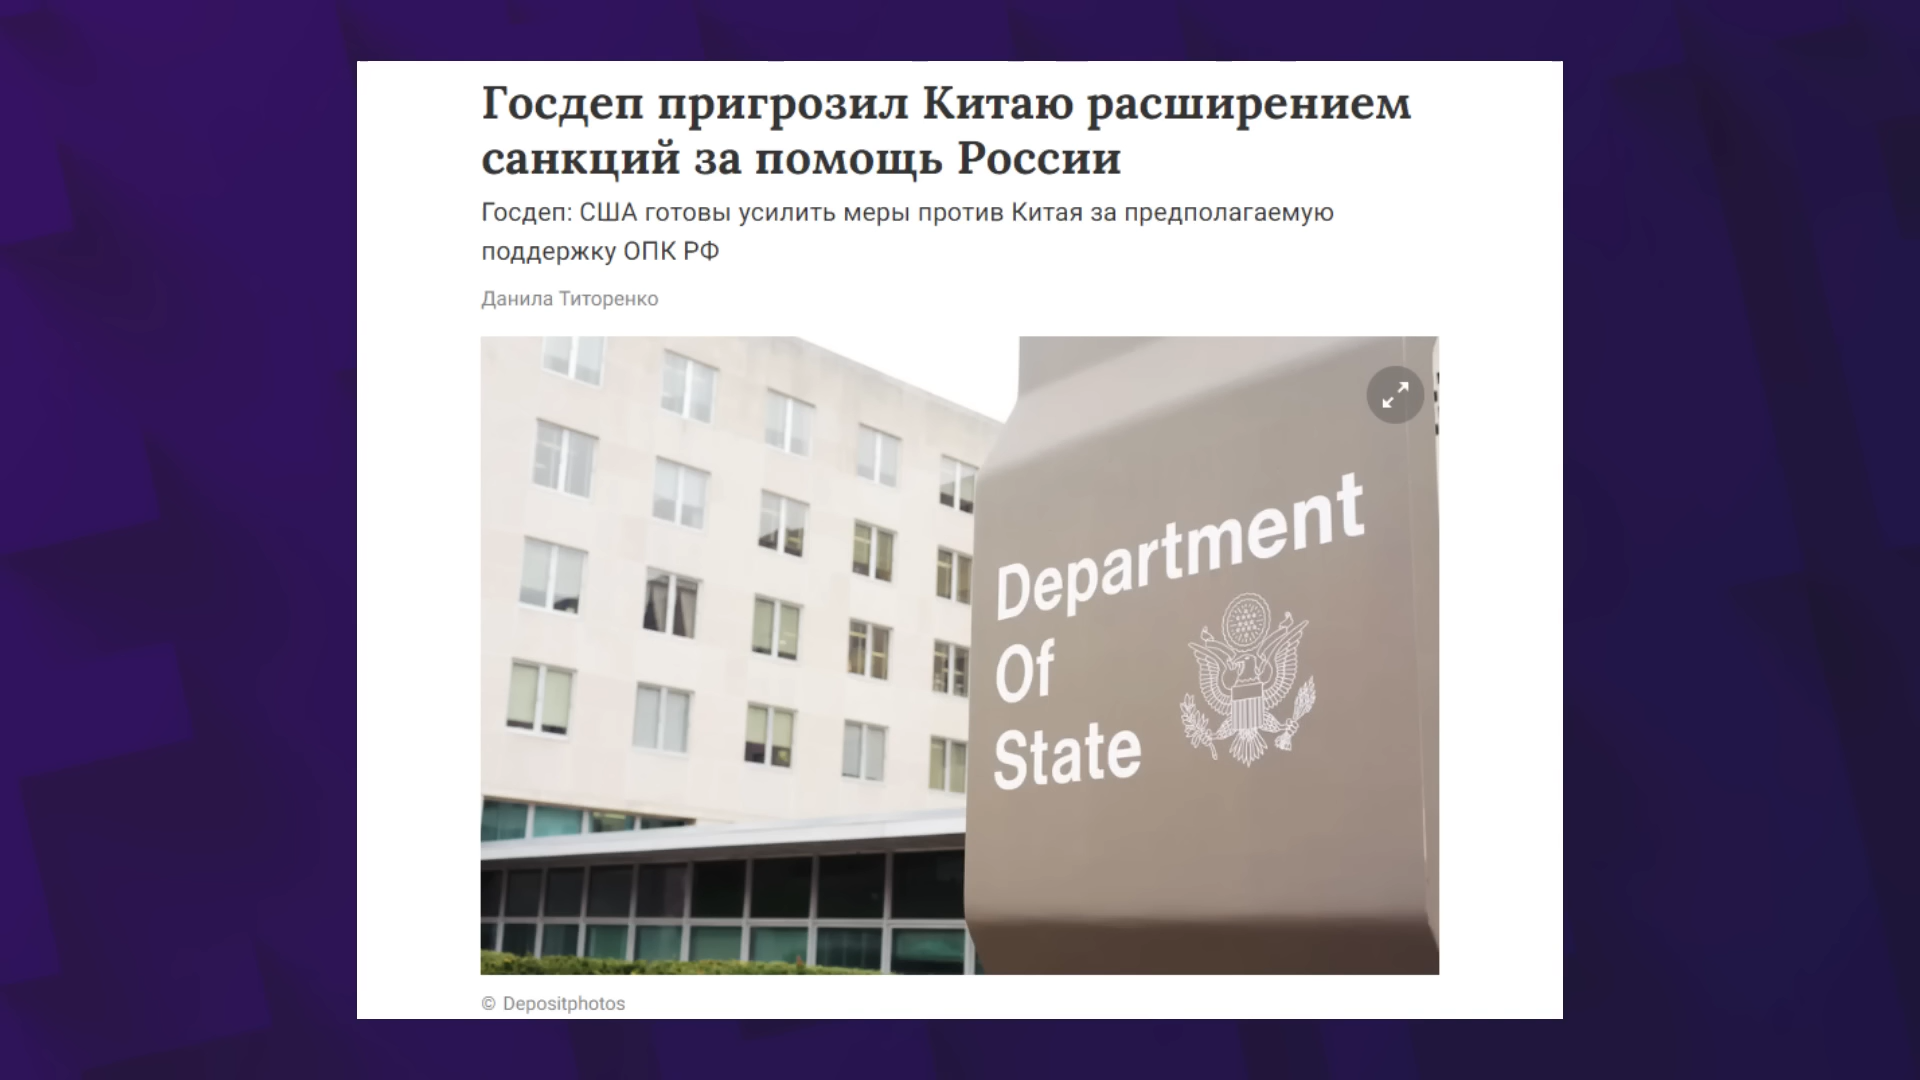 Госдеп пригрозил Китаю расширением
санкций за помощь России
Госдеп: США готовы усилить меры против Китая за предполагаемую
поддержку ОПК РФ
Данила Титоренко
Department
Of
State
© Depositphotos